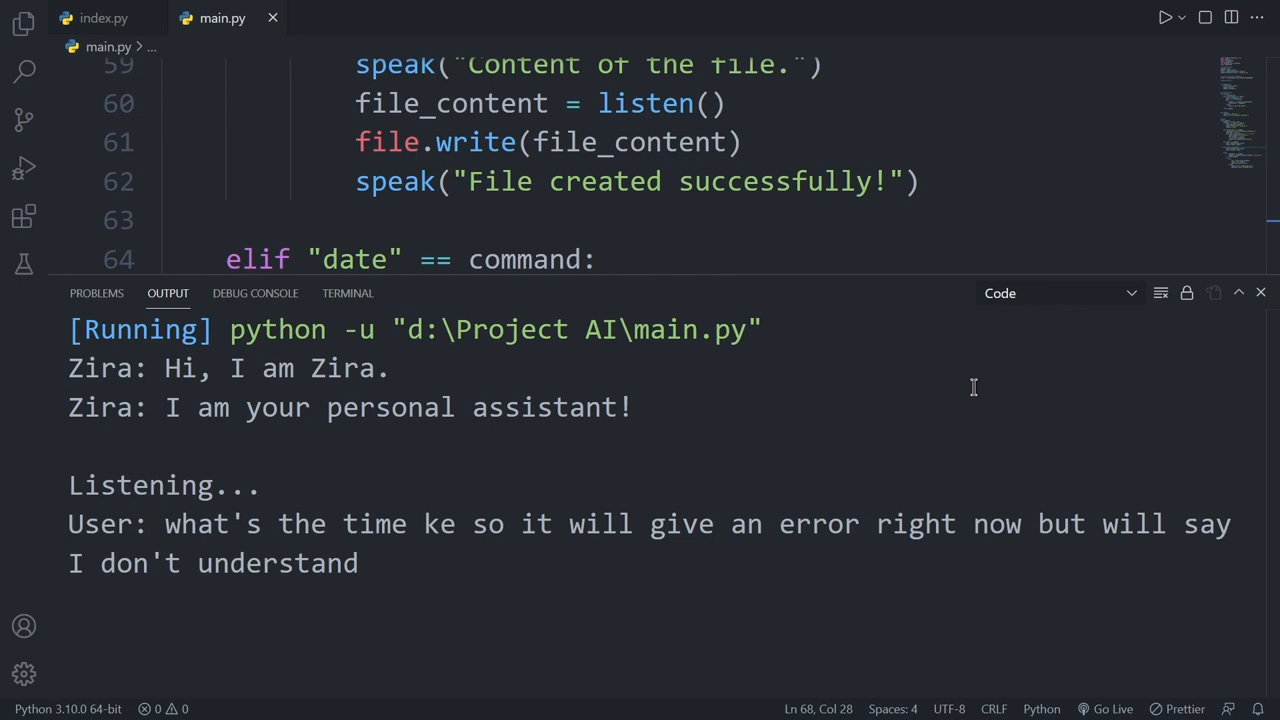 index.py
main.py
main.py > ...
59 speak("Content of the file.")
60 file_content = listen()
61 file.write(file_content)
62 speak("File created successfully!")
63
64 elif "date" == command:
PROBLEMS OUTPUT DEBUG CONSOLE TERMINAL Code
[Running] python -u "d:\Project AI\main.py"
Zira: Hi, I am Zira.
Zira: I am your personal assistant!
Listening...
User: what's the time ke so it will give an error right now but will say
I don't understand
Python 3.10.0 64-bit 0 0 Ln 68, Col 28 Spaces: 4 UTF-8 CRLF Python Go Live Prettier